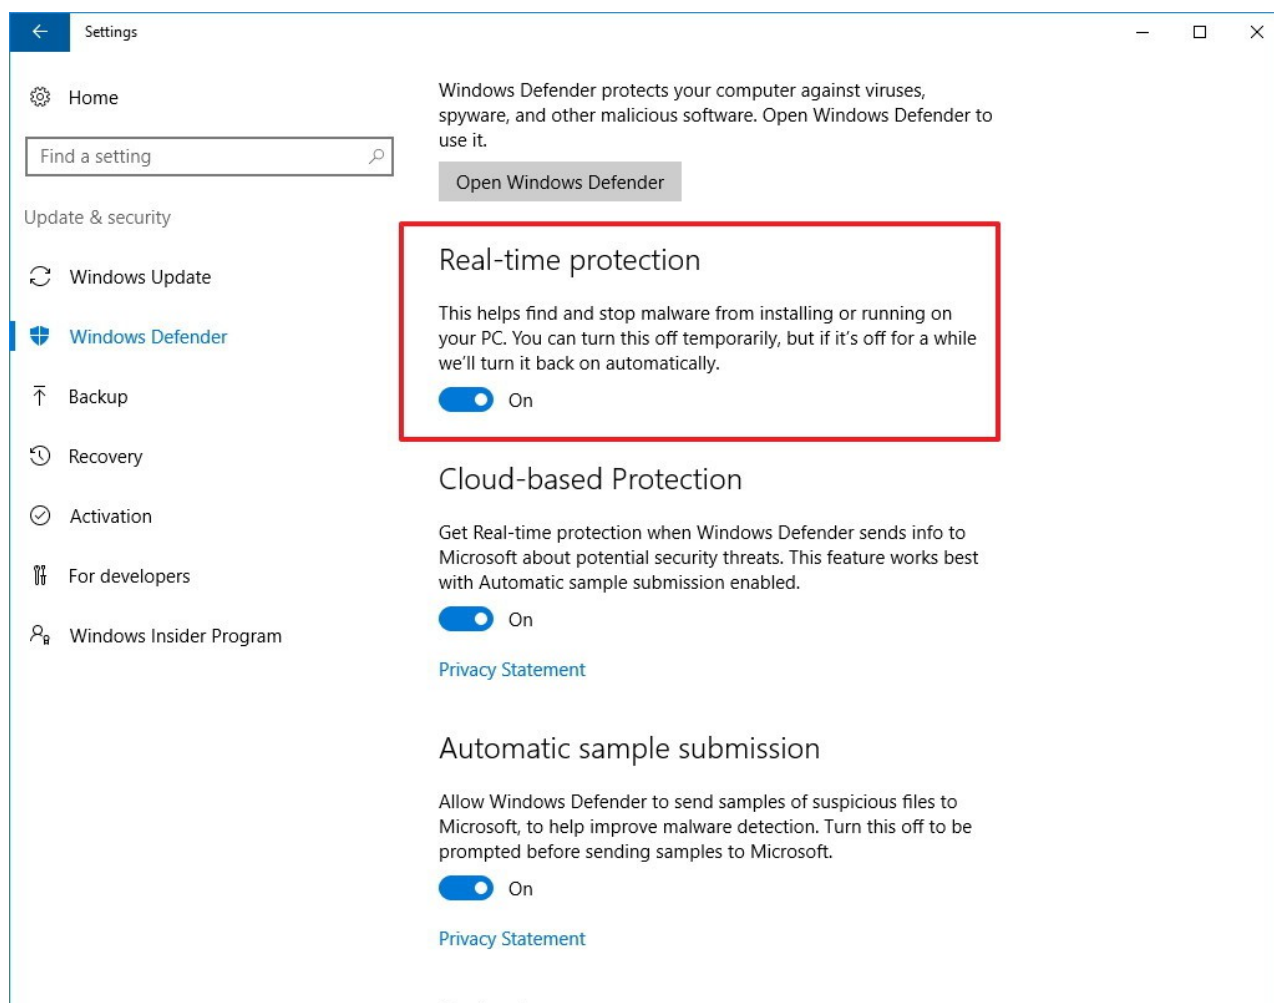 Settings
Home
Find a setting
Update & security
Windows Update
Windows Defender
Backup
Recovery
Activation
For developers
Windows Insider Program
Windows Defender protects your computer against viruses,
spyware, and other malicious software. Open Windows Defender to
use it.
Open Windows Defender
Real-time protection
This helps find and stop malware from installing or running on
your PC. You can turn this off temporarily, but if it's off for a while
we'll turn it back on automatically.
On
Cloud-based Protection
Get Real-time protection when Windows Defender sends info to
Microsoft about potential security threats. This feature works best
with Automatic sample submission enabled.
On
Privacy Statement
Automatic sample submission
Allow Windows Defender to send samples of suspicious files to
Microsoft, to help improve malware detection. Turn this off to be
prompted before sending samples to Microsoft.
On
Privacy Statement